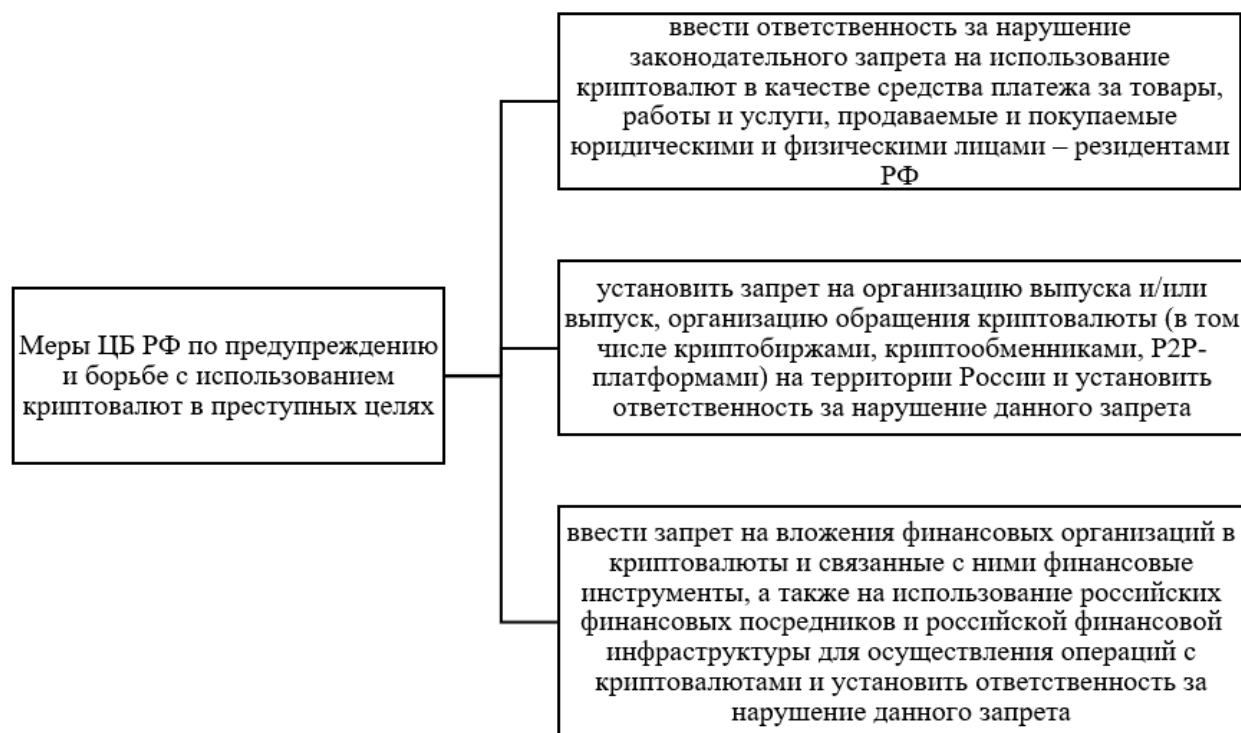 ввести ответственность за нарушение
законодательного запрета на использование
криптовалют в качестве средства платежа за товары,
работы и услуги, продаваемые и покупаемые
юридическими и физическими лицами – резидентами
РФ
Меры ЦБ РФ по предупреждению
и борьбе с использованием
криптовалют в преступных целях
установить запрет на организацию выпуска и/или
выпуск, организацию обращения криптовалюты (в том
числе криптобиржами, криптообменниками, P2P-
платформами) на территории России и установить
ответственность за нарушение данного запрета
ввести запрет на вложения финансовых организаций в
криптовалюты и связанные с ними финансовые
инструменты, а также на использование российских
финансовых посредников и российской финансовой
инфраструктуры для осуществления операций с
криптовалютами и установить ответственность за
нарушение данного запрета